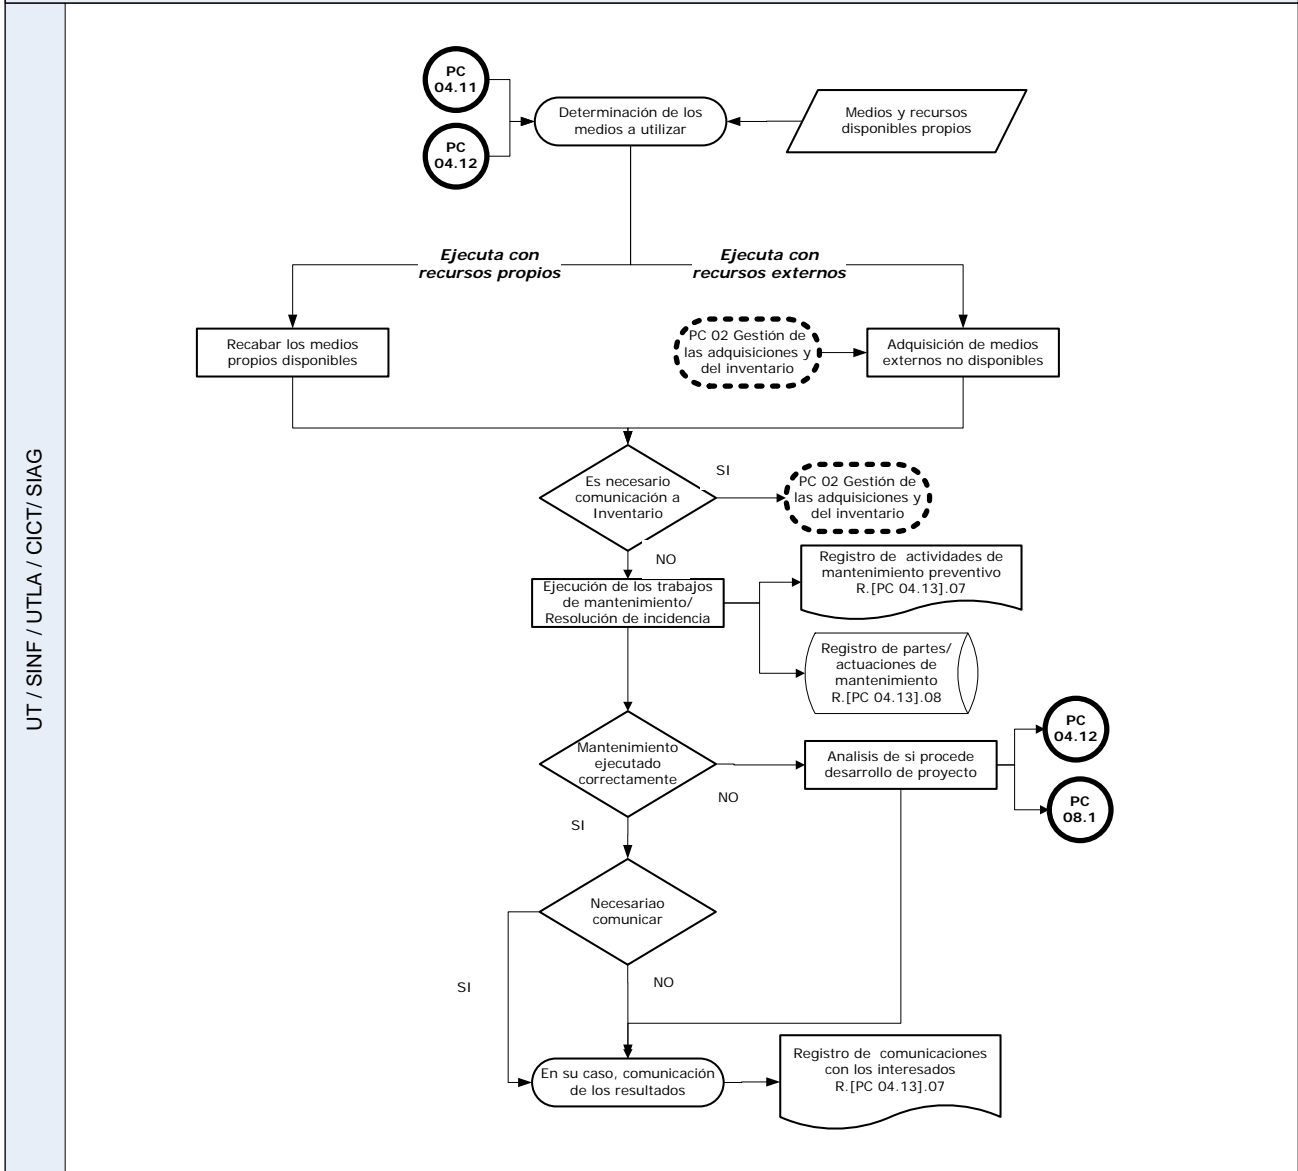 UT / SINF / UTLA / CICT/ SIAG
PC
04.11
PC
04.12
Determinación de los
medios a utilizar
Medios y recursos
disponibles propios
Ejecuta con
recursos propios
Ejecuta con
recursos externos
Recabar los medios
propios disponibles
PC 02 Gestión de
las adquisiciones y
del inventario
Adquisición de medios
externos no disponibles
Es necesario
comunicación a
Inventario
SI
PC 02 Gestión de
las adquisiciones y
del inventario
NO
Ejecución de los trabajos
de mantenimiento/
Resolución de incidencia
Registro de actividades de
mantenimiento preventivo
R.[PC 04.13].07
Registro de partes/
actuaciones de
mantenimiento
R.[PC 04.13].08
Mantenimiento
ejecutado
correctamente
NO
SI
Analisis de si procede
desarrollo de proyecto
PC
04.12
PC
08.1
Necesariao
comunicar
SI
NO
En su caso, comunicación
de los resultados
Registro de comunicaciones
con los interesados
R.[PC 04.13].07